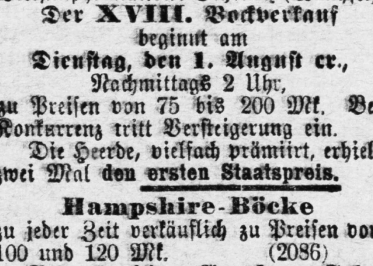 Der XVIII. Bockverkauf
beginnt am
Dienstag, den 1. August cr.,
Nachmittags 2 Uhr,
zu Preisen von 75 bis 200 Mk. Be
Konkurrenz tritt Versteigerung ein.
Die Heerde, vielfach prämiirt, erhiel
zwei Mal den ersten Staatspreis.
Hampshire-Böcke
zu jeder Zeit verkäuflich zu Preisen von
100 und 120 Mk. (2086)